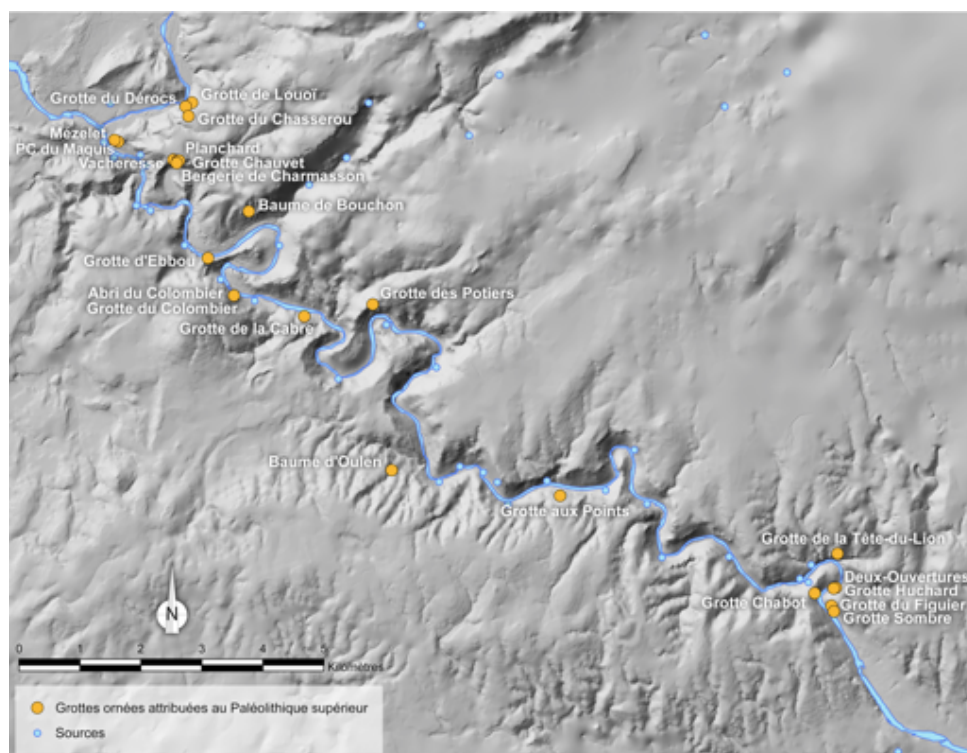 Grotte du Dérocs
Grotte de Louoï
Grotte du Chasserou
Mézelet
PC du Maquis
Planchard
Vacheresse
Grotte Chauvet
Bergerie de Charmasson
Baume de Bouchon
Grotte d'Ebbou
Abri du Colombier
Grotte du Colombier
Grotte des Potiers
Grotte de la Cabre
Baume d'Oulen
Grotte aux Points
Grotte de la Tête-du-Lion
Deux-Ouvertures
Grotte Huchard
Grotte Chabot
Grotte du Figuier
Grotte Sombre
N
0 1 2 3 4 5
Kilomètres
Grottes ornées attribuées au Paléolithique supérieur
Sources